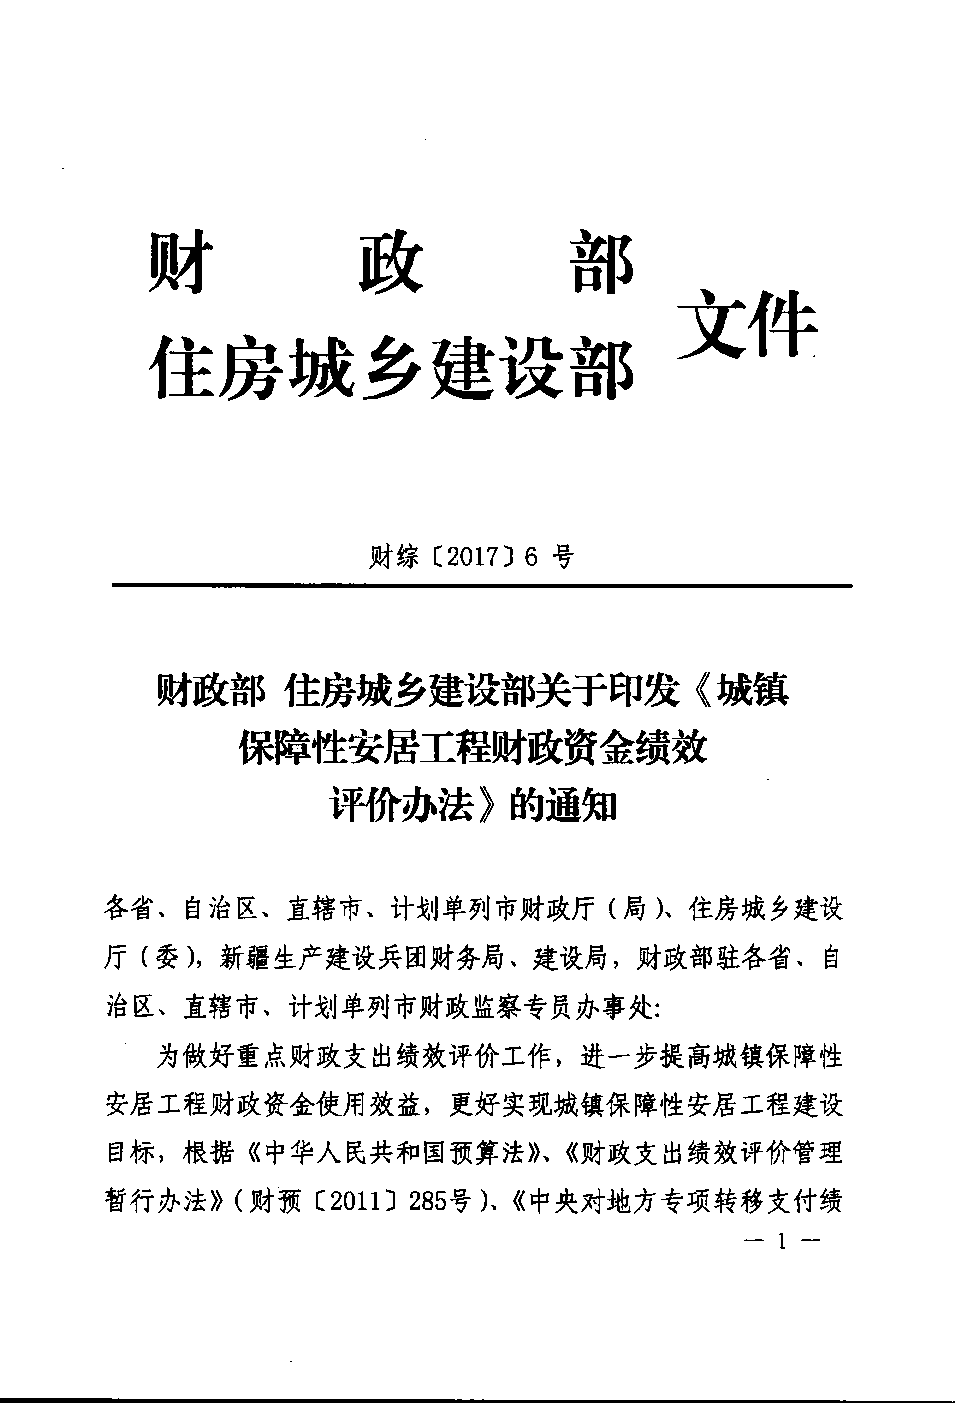 财政部
文件
住房城乡建设部
财综〔2017〕6 号
财政部 住房城乡建设部关于印发《城镇
保障性安居工程财政资金绩效
评价办法》的通知
各省、自治区、直辖市、计划单列市财政厅(局)、住房城乡建设
厅(委)，新疆生产建设兵团财务局、建设局，财政部驻各省、自
治区、直辖市、计划单列市财政监察专员办事处:
为做好重点财政支出绩效评价工作，进一步提高城镇保障性
安居工程财政资金使用效益，更好实现城镇保障性安居工程建设
目标，根据《中华人民共和国预算法》、《财政支出绩效评价管理
暂行办法》(财预〔2011〕285号)、《中央对地方专项转移支付绩
— 1 —